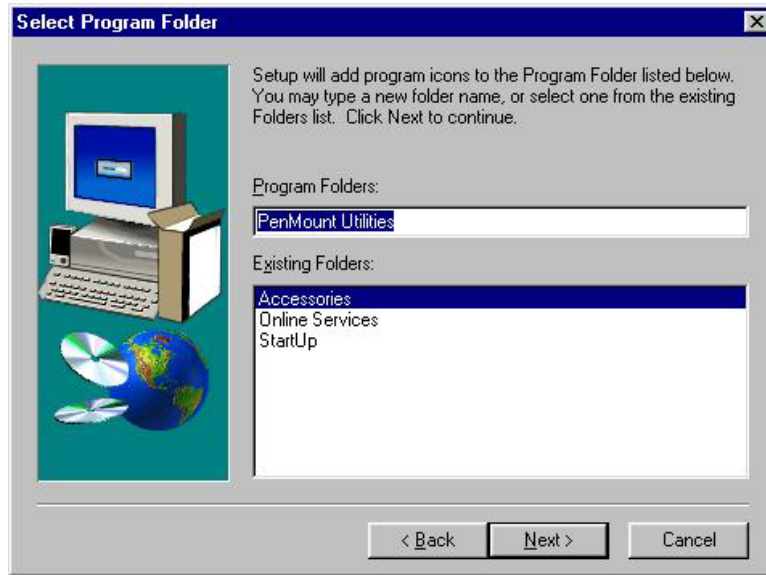 Select Program Folder
Setup will add program icons to the Program Folder listed below.
You may type a new folder name, or select one from the existing
Folders list. Click Next to continue.
Program Folders:
PenMount Utilities
Existing Folders:
Accessories
Online Services
StartUp
< Back
Next >
Cancel